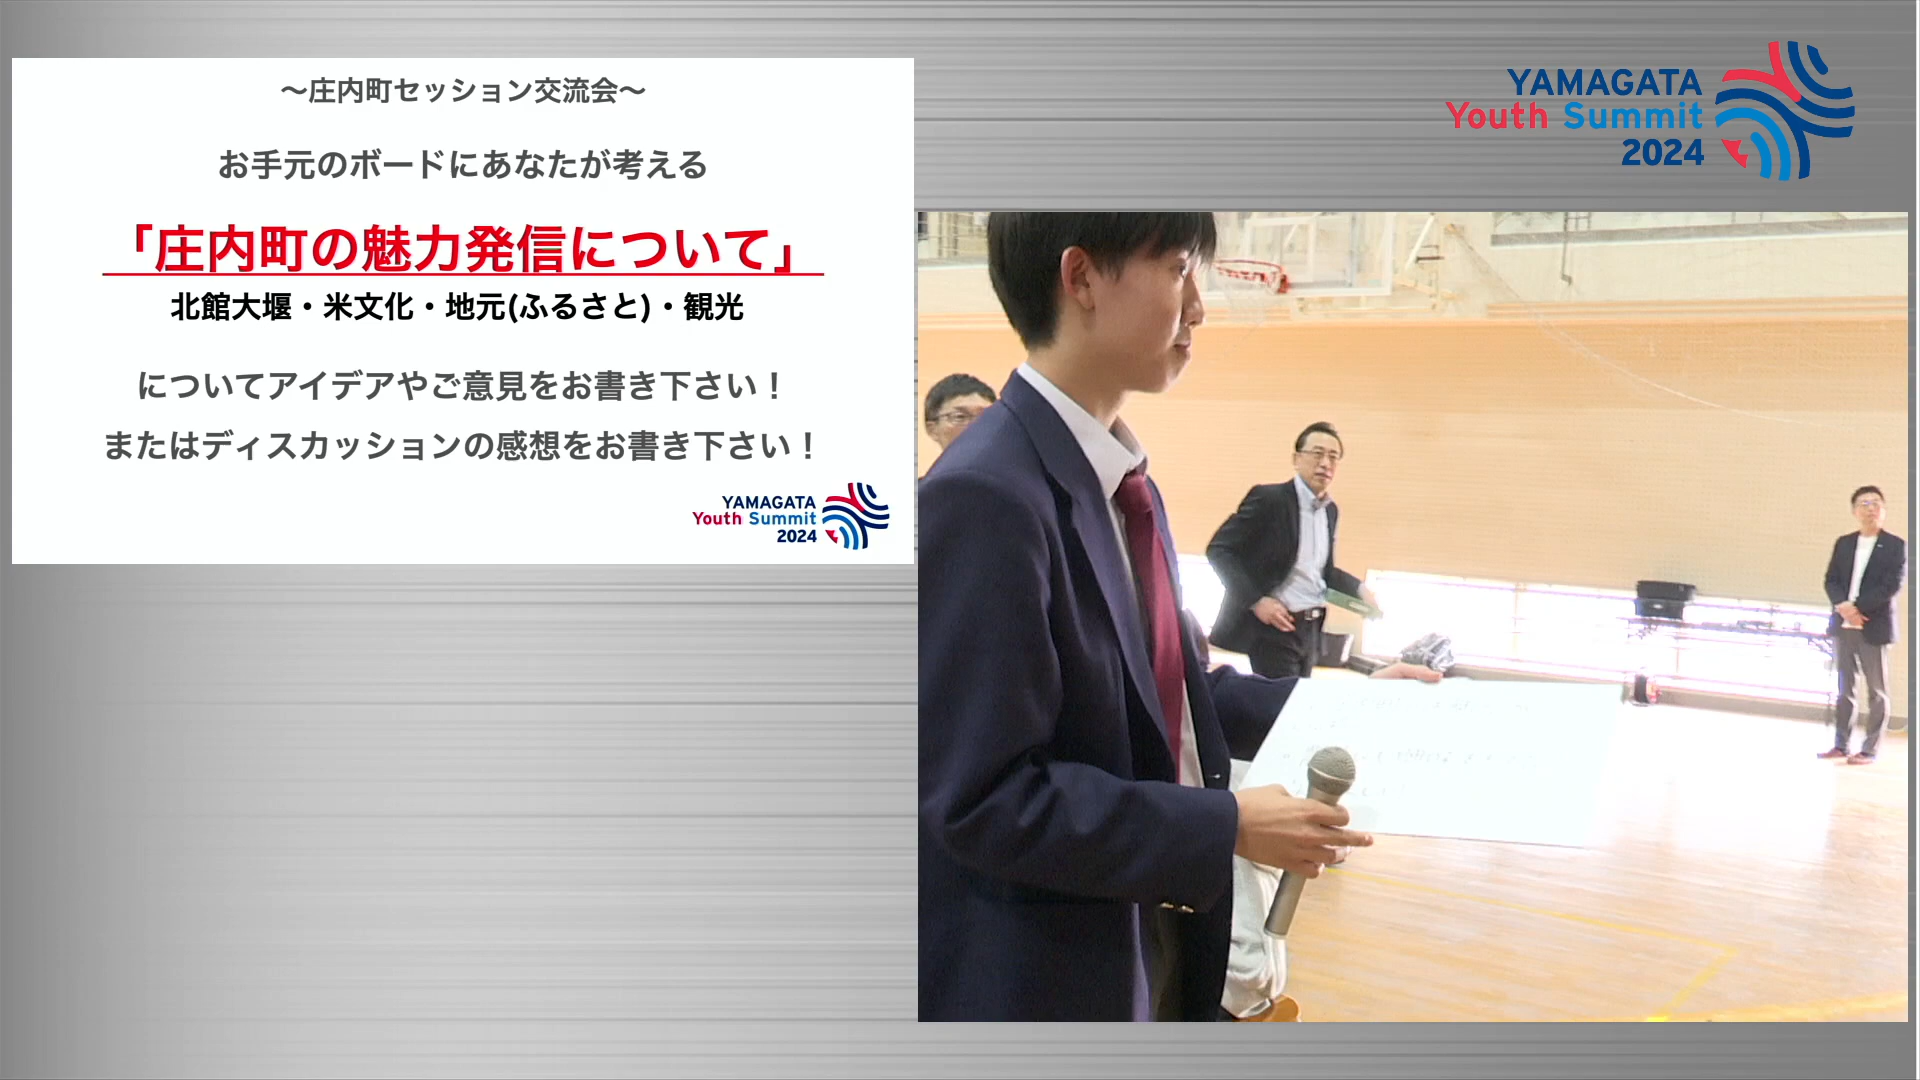 ～庄内町セッション交流会～
お手元のボードにあなたが考える
「庄内町の魅力発信について」
北館大堰・米文化・地元(ふるさと)・観光
についてアイデアやご意見をお書き下さい！
またはディスカッションの感想をお書き下さい！
YAMAGATA
Youth Summit
2024
YAMAGATA
Youth Summit
2024